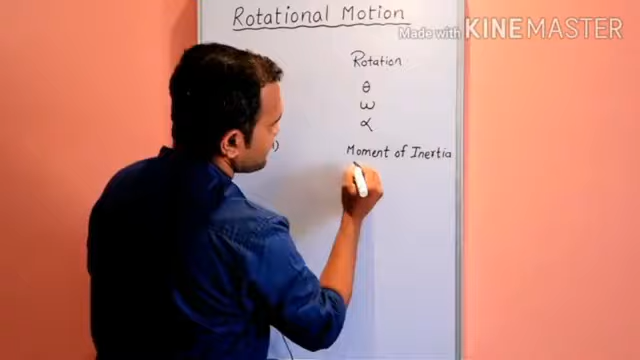 Rotational Motion
Made with KINEMASTER
Rotation
θ
ω
α
Moment of Inertia